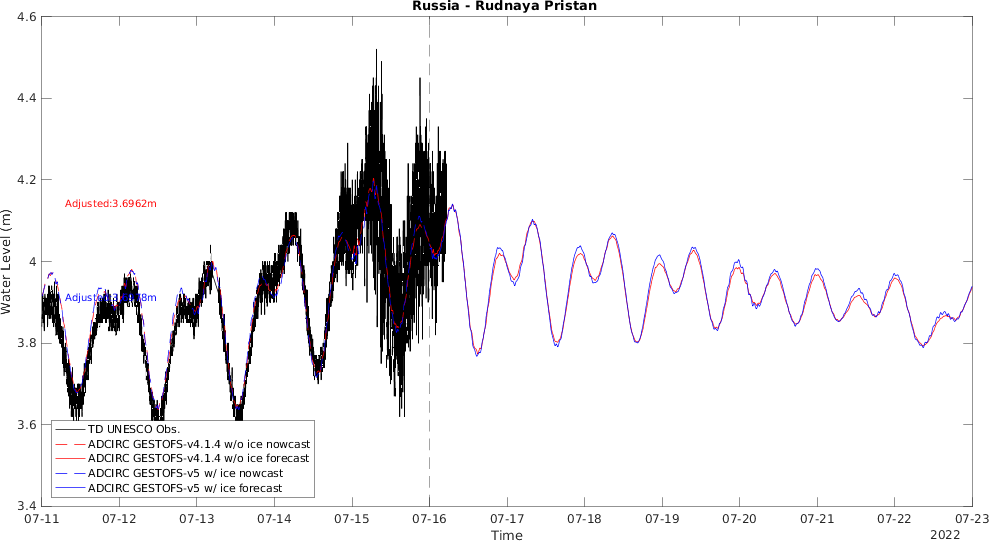 Russia - Rudnaya Pristan
4.6
4.4
4.2
4
3.8
3.6
3.4
Water Level (m)
Adjusted:3.6962m
TD UNESCO Obs.
ADCIRC GESTOFS-v4.1.4 w/o ice nowcast
ADCIRC GESTOFS-v4.1.4 w/o ice forecast
ADCIRC GESTOFS-v5 w/ ice nowcast
ADCIRC GESTOFS-v5 w/ ice forecast
07-11 07-12 07-13 07-14 07-15 07-16 07-17 07-18 07-19 07-20 07-21 07-22 07-23
Time
2022